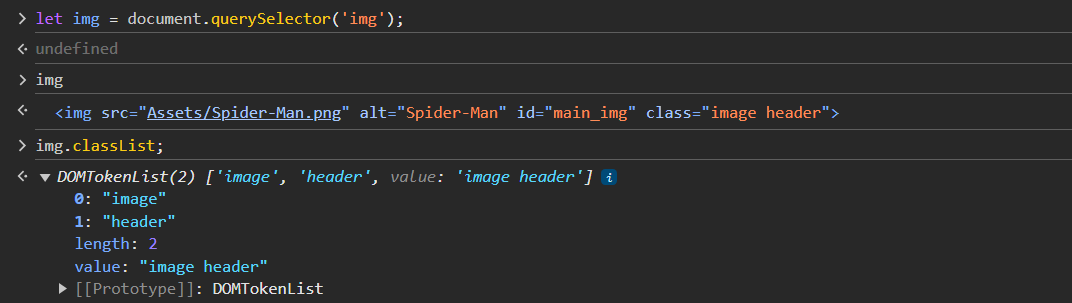 > let img = document.querySelector('img');
<· undefined
> img
<· <img src="Assets/Spider-Man.png" alt="Spider-Man" id="main_img" class="image header">
> img.classList;
<· ▼ DOMTokenList(2) ['image', 'header', value: 'image header'] i
0: "image"
1: "header"
length: 2
value: "image header"
▶ [[Prototype]]: DOMTokenList